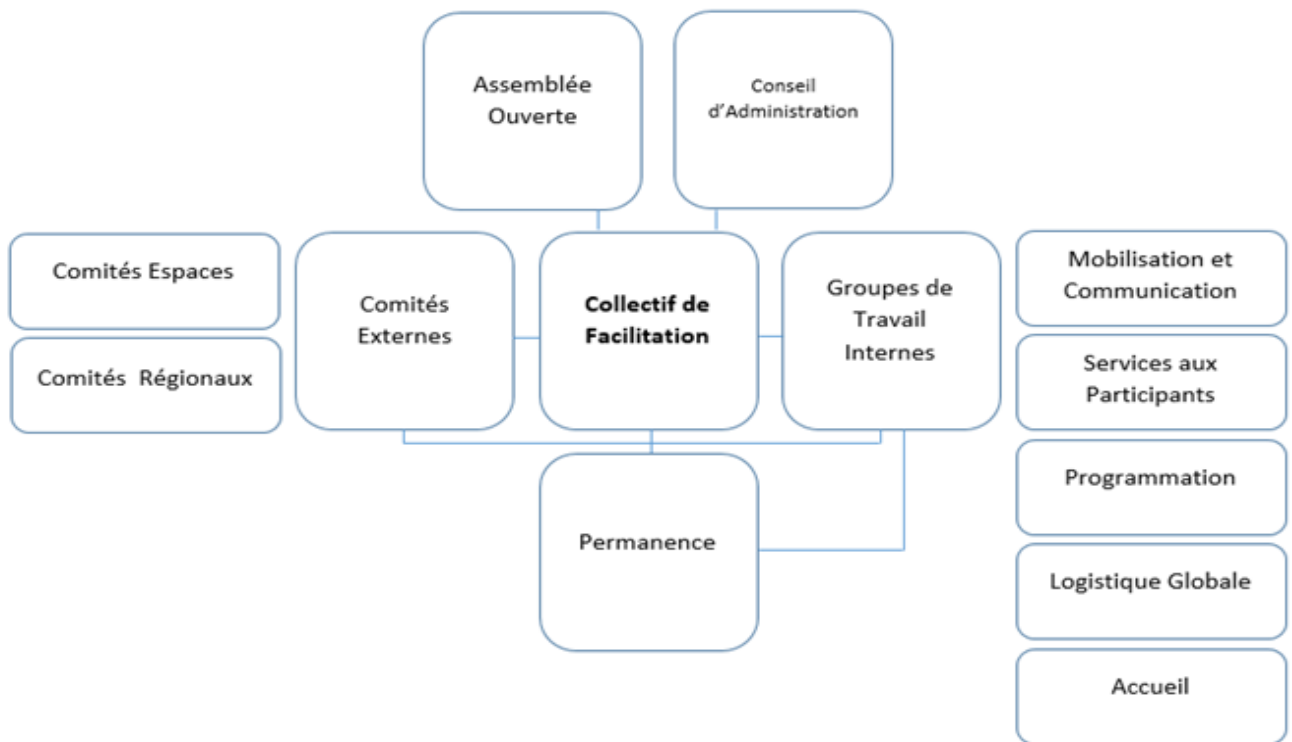 Assemblée
Ouverte
Conseil
d’Administration
Comités Espaces
Comités Régionaux
Comités
Externes
Collectif de
Facilitation
Groupes de
Travail
Internes
Mobilisation et
Communication
Services aux
Participants
Programmation
Logistique Globale
Accueil
Permanence